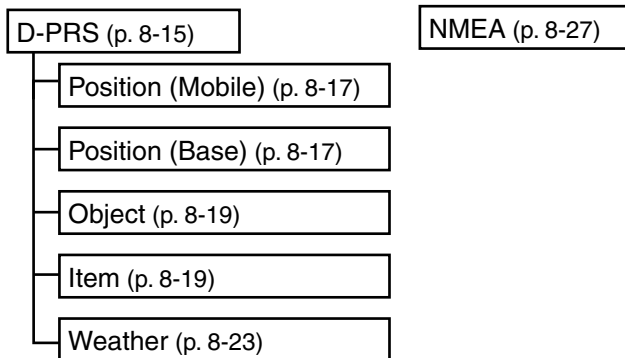 D-PRS (p. 8-15)
NMEA (p. 8-27)
Position (Mobile) (p. 8-17)
Position (Base) (p. 8-17)
Object (p. 8-19)
Item (p. 8-19)
Weather (p. 8-23)